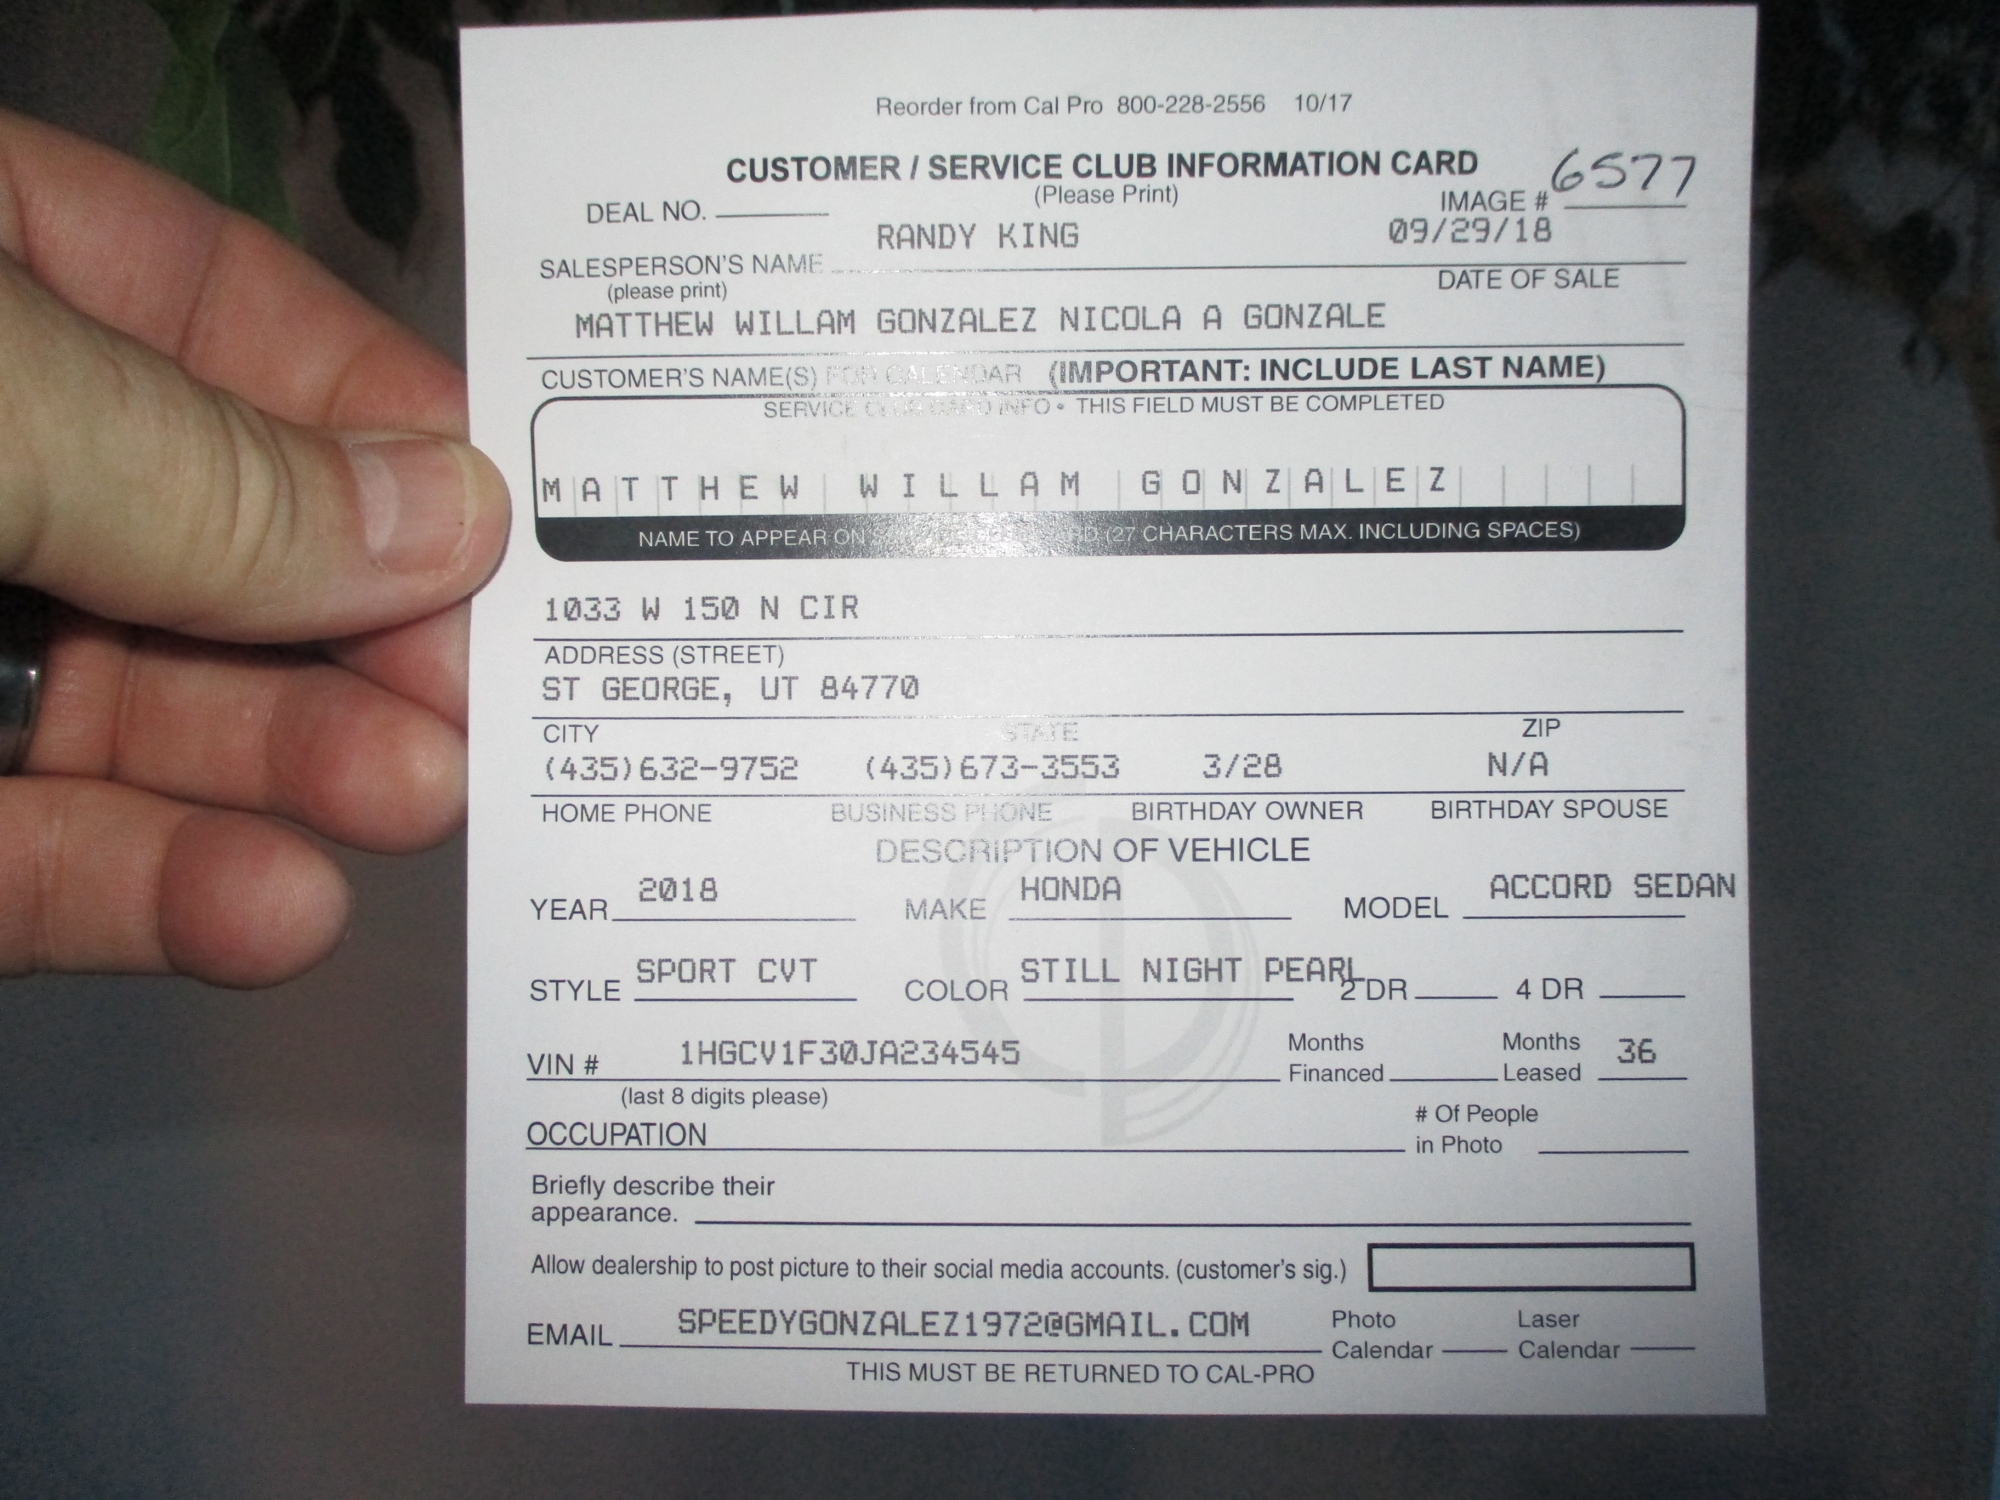 Reorder from Cal Pro 800-228-2556 10/17
CUSTOMER / SERVICE CLUB INFORMATION CARD
(Please Print)
DEAL NO. IMAGE # 6577
RANDY KING 09/29/18
SALESPERSON'S NAME DATE OF SALE
(please print)
MATTHEW WILLAM GONZALEZ NICOLA A GONZALE
CUSTOMER'S NAME(S) FOR CALENDAR (IMPORTANT: INCLUDE LAST NAME)
SERVICE CLUB CARD INFO • THIS FIELD MUST BE COMPLETED
MATTHEW WILLAM GONZALEZ
NAME TO APPEAR ON (27 CHARACTERS MAX. INCLUDING SPACES)
1033 W 150 N CIR
ADDRESS (STREET)
ST GEORGE, UT 84770
CITY STATE ZIP
(435)632-9752 (435)673-3553 3/28 N/A
HOME PHONE BUSINESS PHONE BIRTHDAY OWNER BIRTHDAY SPOUSE
DESCRIPTION OF VEHICLE
YEAR 2018 MAKE HONDA MODEL ACCORD SEDAN
STYLE SPORT CVT COLOR STILL NIGHT PEARL 2 DR 4 DR
VIN # 1HGCV1F30JA234545 Months Financed Months Leased 36
(last 8 digits please)
OCCUPATION # Of People in Photo
Briefly describe their
appearance.
Allow dealership to post picture to their social media accounts. (customer's sig.)
EMAIL SPEEDYGONZALEZ1972@GMAIL.COM Photo Calendar Laser Calendar
THIS MUST BE RETURNED TO CAL-PRO